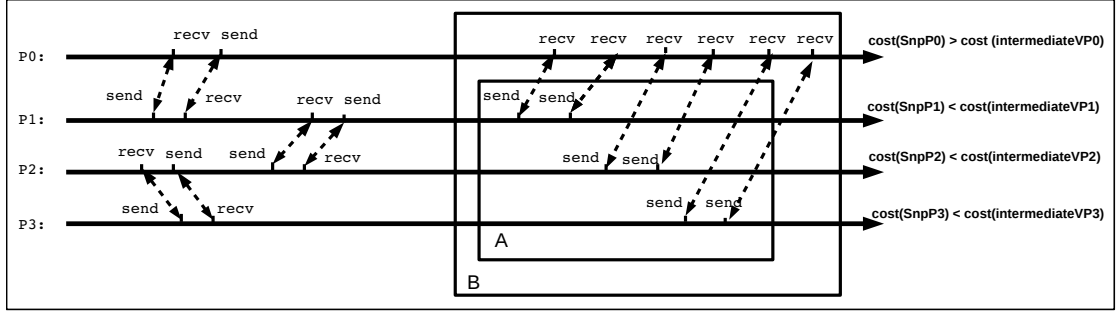 recv send
recv recv recv recv recv recv
cost(SnpP0) > cost (intermediateVP0)
P0:
send recv
recv send
send send
cost(SnpP1) < cost(intermediateVP1)
P1:
recv send
send recv
send send
cost(SnpP2) < cost(intermediateVP2)
P2:
send recv
send send
cost(SnpP3) < cost(intermediateVP3)
P3:
A
B